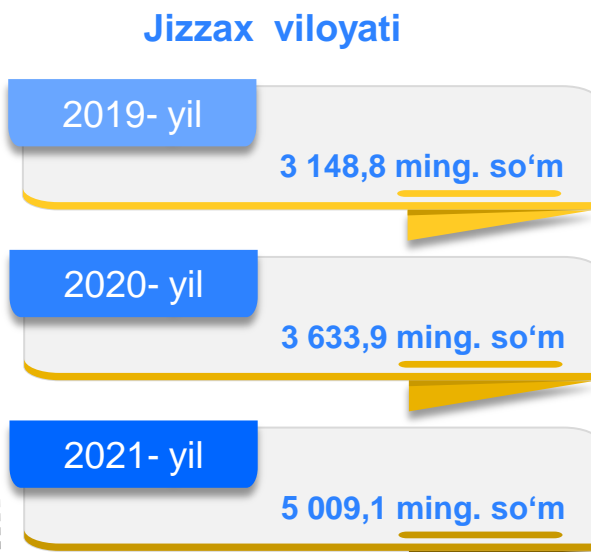 Jizzax viloyati
2019- yil
3 148,8 ming. so‘m
2020- yil
3 633,9 ming. so‘m
2021- yil
5 009,1 ming. so‘m